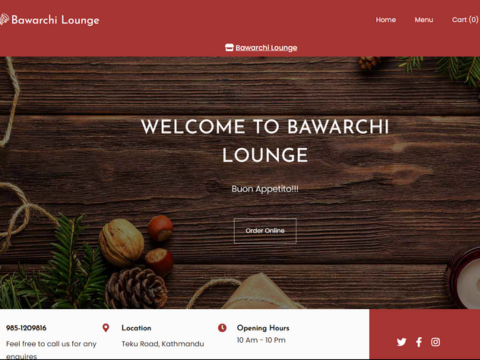 Bawarchi Lounge
Home Menu Cart (0)
Bawarchi Lounge
WELCOME TO BAWARCHI
LOUNGE
Buon Appetito!!!
Order Online
985-1209816
Feel free to call us for any
enquires
Location
Teku Road, Kathmandu
Opening Hours
10 Am - 10 Pm